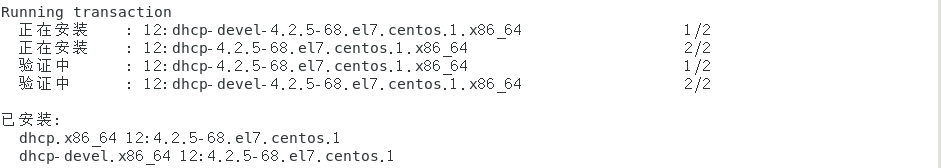 Running transaction
正在安装    : 12:dhcp-devel-4.2.5-68.el7.centos.1.x86_64    1/2
正在安装    : 12:dhcp-4.2.5-68.el7.centos.1.x86_64    2/2
验证中      : 12:dhcp-4.2.5-68.el7.centos.1.x86_64    1/2
验证中      : 12:dhcp-devel-4.2.5-68.el7.centos.1.x86_64    2/2
已安装:
dhcp.x86_64 12:4.2.5-68.el7.centos.1
dhcp-devel.x86_64 12:4.2.5-68.el7.centos.1